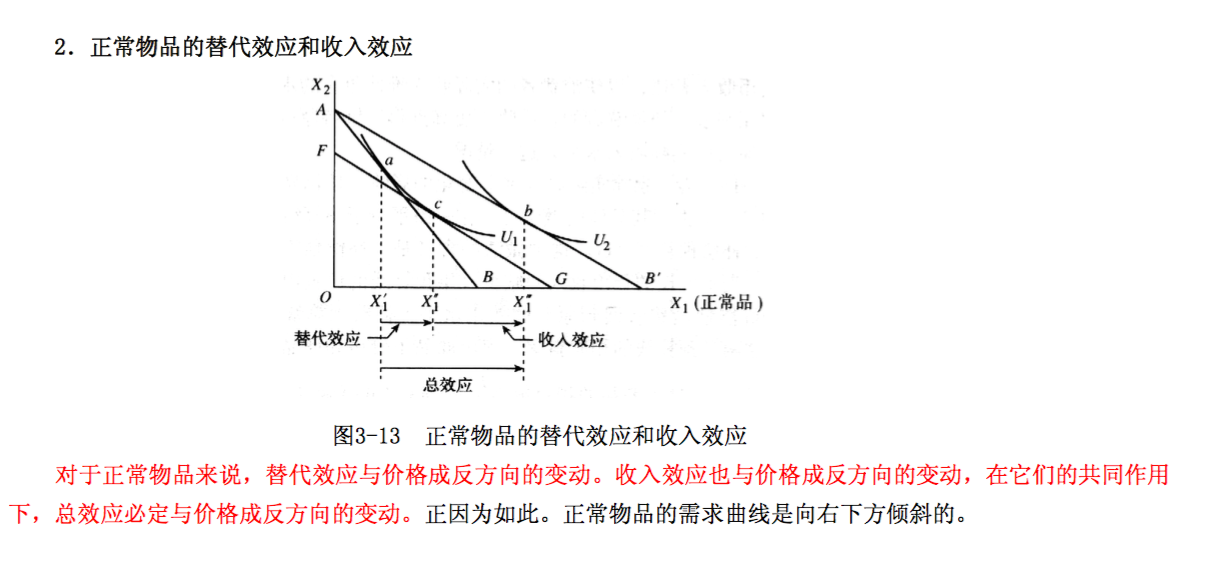 2. 正常物品的替代效应和收入效应
X₂
A
F
a
c
b
U₁
U₂
B
G
B′
O
X′₁
X″₁
X″₁
X₁(正常品)
替代效应
收入效应
总效应
图3-13 正常物品的替代效应和收入效应
对于正常物品来说，替代效应与价格成反方向的变动。收入效应也与价格成反方向的变动，在它们的共同作用
下，总效应必定与价格成反方向的变动。正因为如此。正常物品的需求曲线是向右下方倾斜的。